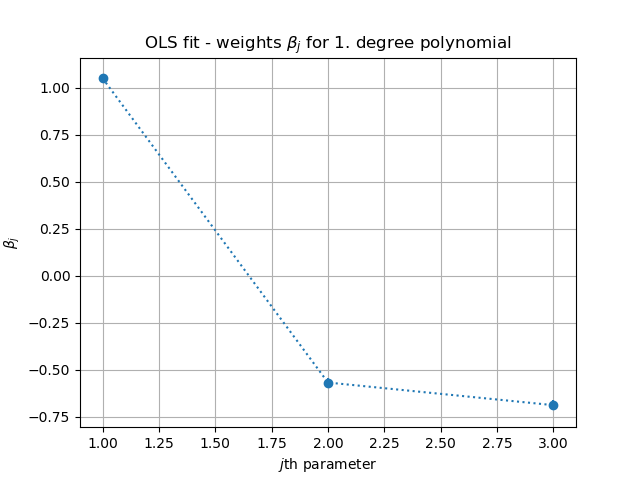 OLS fit - weights βj for 1. degree polynomial
1.00
0.75
0.50
0.25
0.00
−0.25
−0.50
−0.75
βj
1.00 1.25 1.50 1.75 2.00 2.25 2.50 2.75 3.00
jth parameter